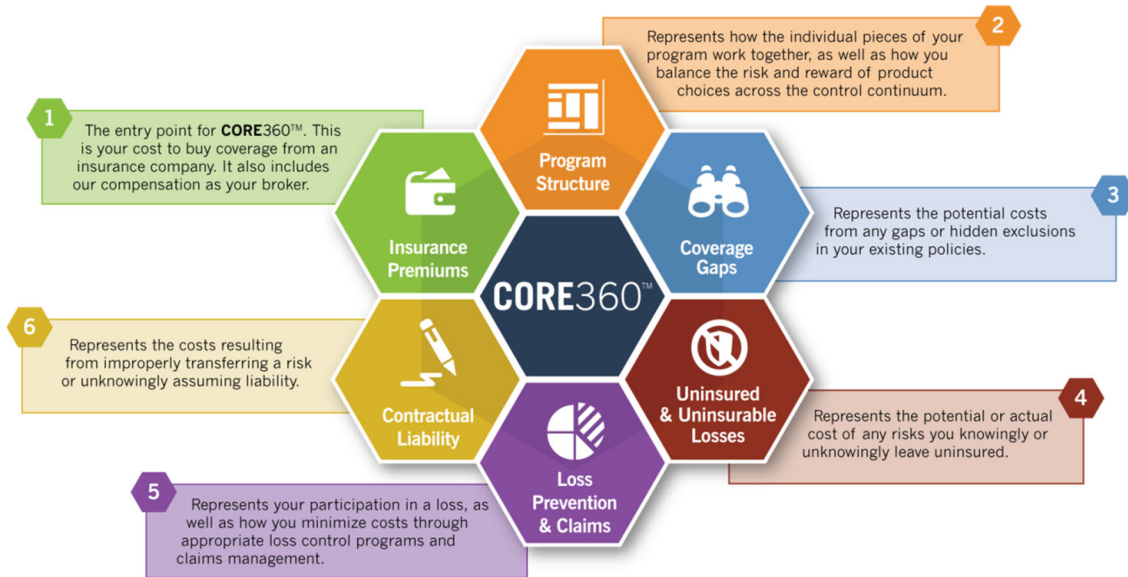 1
The entry point for CORE360™. This
is your cost to buy coverage from an
insurance company. It also includes
our compensation as your broker.
2
Represents how the individual pieces of your
program work together, as well as how you
balance the risk and reward of product
choices across the control continuum.
3
Represents the potential costs
from any gaps or hidden exclusions
in your existing policies.
4
Represents the potential or actual
cost of any risks you knowingly or
unknowingly leave uninsured.
5
Represents your participation in a loss, as
well as how you minimize costs through
appropriate loss control programs and
claims management.
6
Represents the costs resulting
from improperly transferring a risk
or unknowingly assuming liability.
Program
Structure
Insurance
Premiums
Coverage
Gaps
CORE360™
Contractual
Liability
Uninsured
& Uninsurable
Losses
Loss
Prevention
& Claims